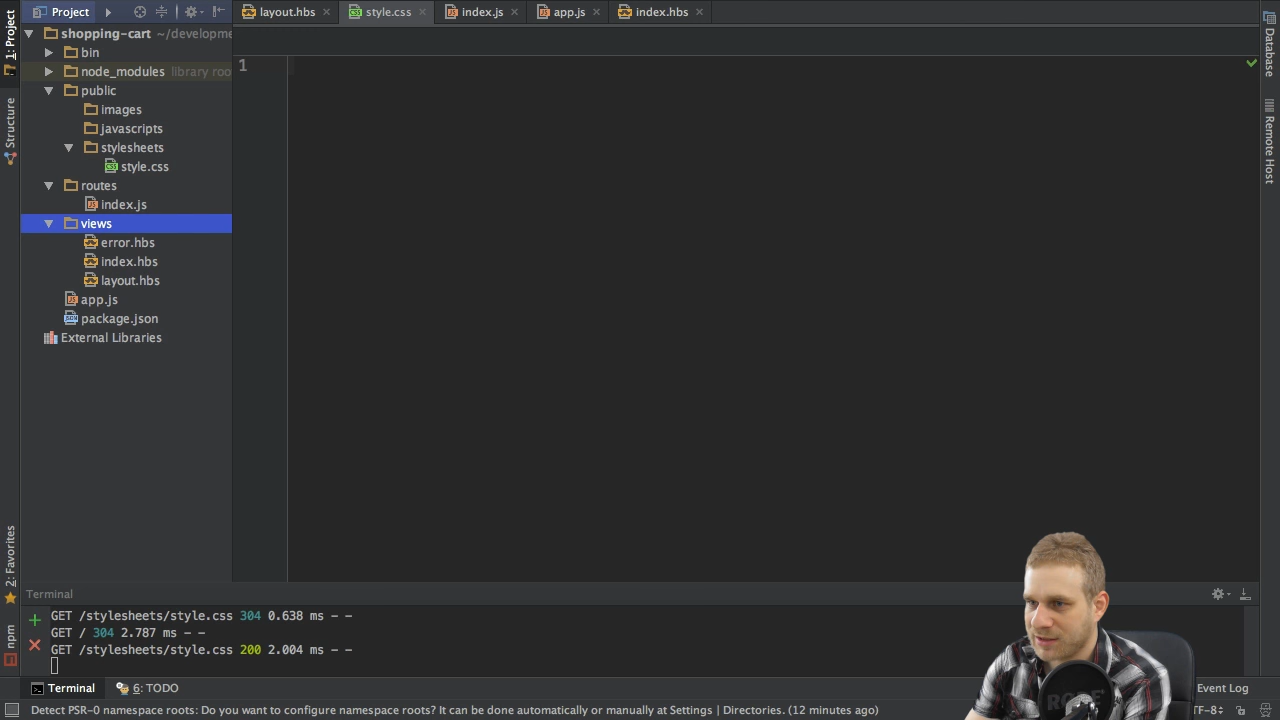 1: Project
Structure
2: Favorites
npm
Project
layout.hbs
style.css
index.js
app.js
index.hbs
shopping-cart ~/developme
bin
node_modules library roo
public
images
javascripts
stylesheets
style.css
routes
index.js
views
error.hbs
index.hbs
layout.hbs
app.js
package.json
External Libraries
1
Database
Remote Host
Terminal
GET /stylesheets/style.css 304 0.638 ms - -
GET / 304 2.787 ms - -
GET /stylesheets/style.css 200 2.004 ms - -
Terminal
6: TODO
Event Log
Detect PSR-0 namespace roots: Do you want to configure namespace roots? It can be done automatically or manually at Settings | Directories. (12 minutes ago)
TF-8